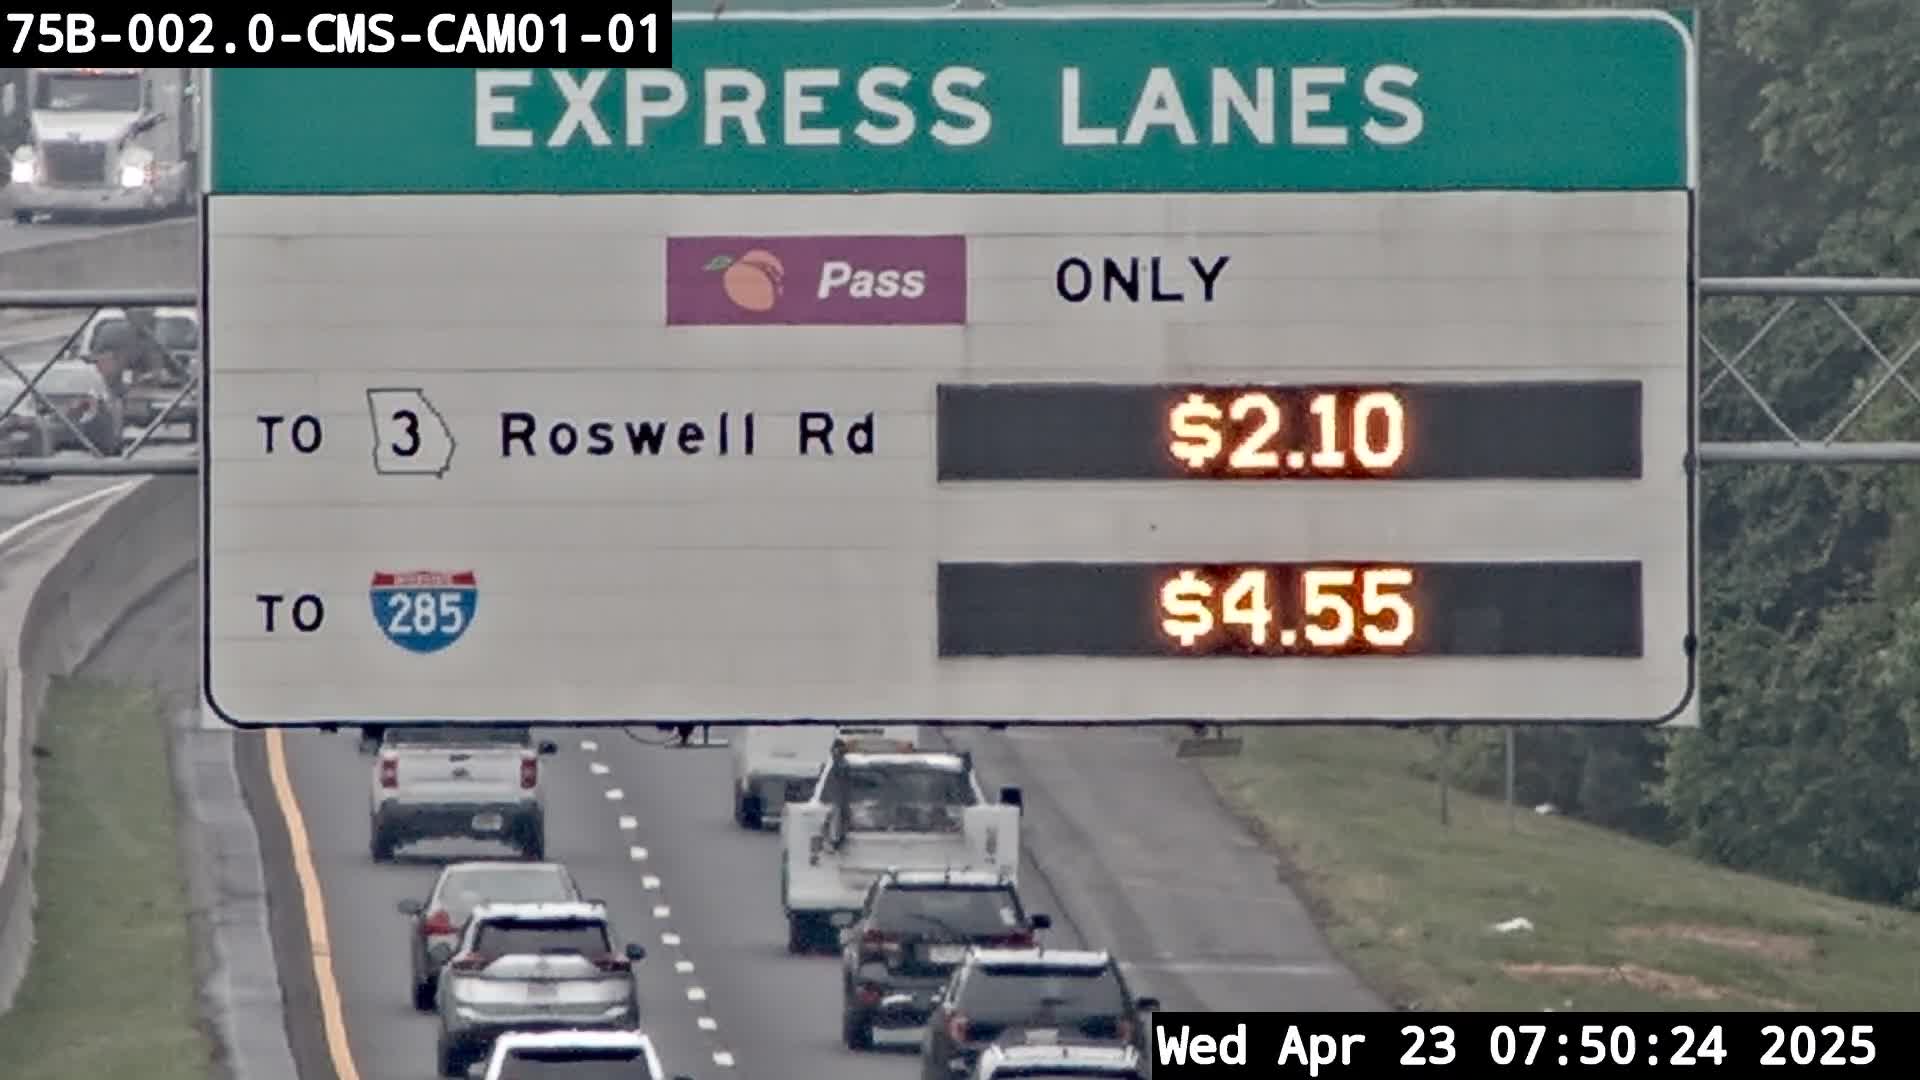 75B-002.0-CMS-CAM01-01
EXPRESS LANES
Pass ONLY
TO 3 Roswell Rd $2.10
TO 285 $4.55
Wed Apr 23 07:50:24 2025